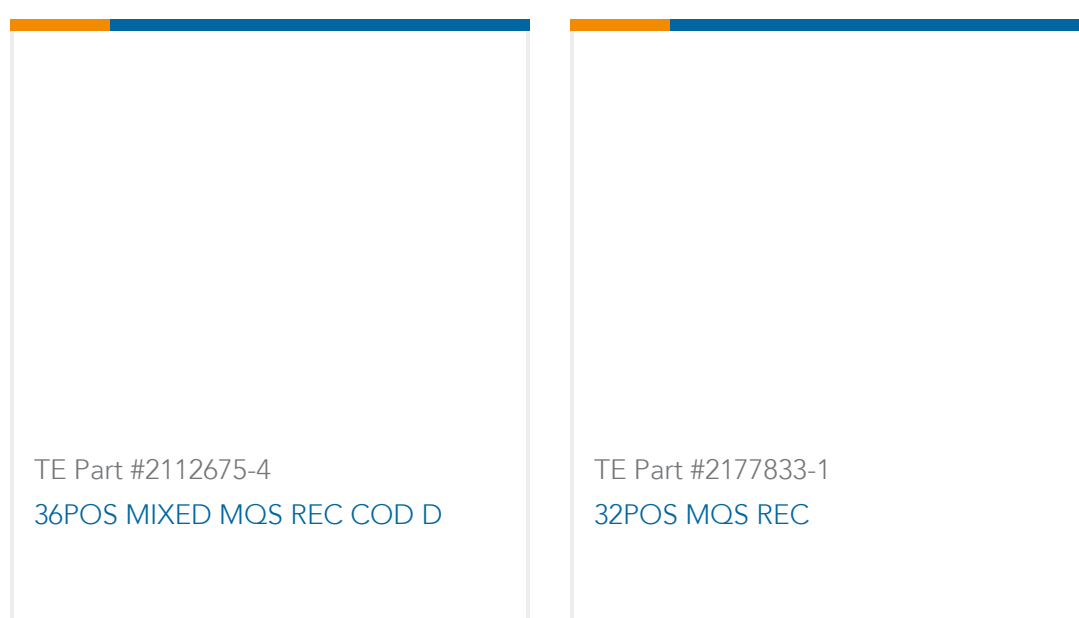 TE Part #2112675-4
36POS MIXED MQS REC COD D
TE Part #2177833-1
32POS MQS REC